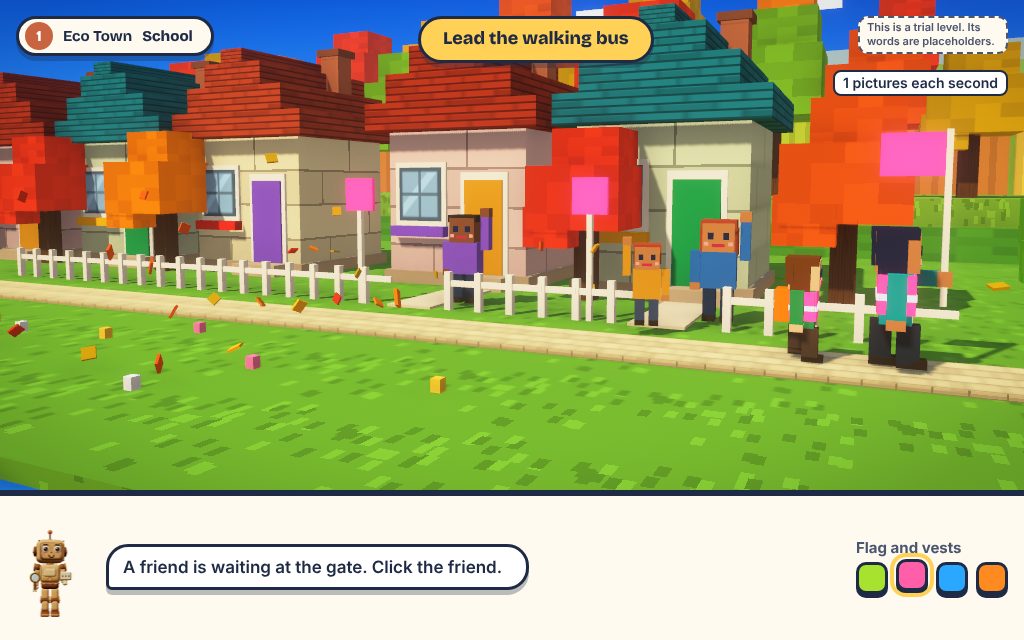 1 Eco Town School
Lead the walking bus
This is a trial level. Its
words are placeholders.
1 pictures each second
A friend is waiting at the gate. Click the friend.
Flag and vests